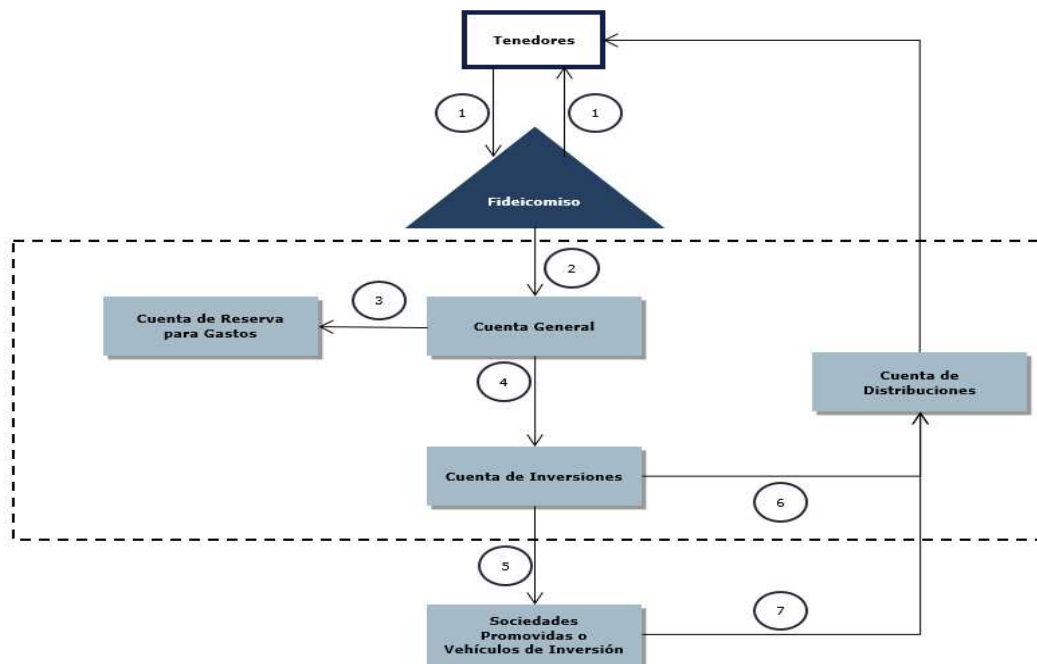 Tenedores
1
1
Fideicomiso
2
3
Cuenta de Reserva
para Gastos
Cuenta General
4
Cuenta de
Distribuciones
Cuenta de Inversiones
6
5
Sociedades
Promovidas o
Vehículos de Inversión
7